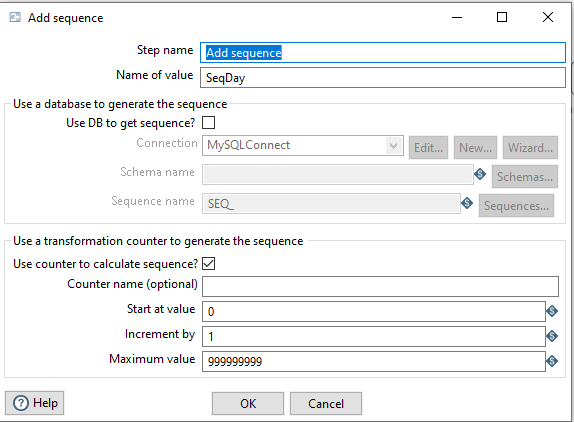 Add sequence
Step name Add sequence
Name of value SeqDay
Use a database to generate the sequence
Use DB to get sequence?
Connection MySQLConnect Edit... New... Wizard...
Schema name Schemas...
Sequence name SEQ_ Sequences...
Use a transformation counter to generate the sequence
Use counter to calculate sequence?
Counter name (optional)
Start at value 0
Increment by 1
Maximum value 999999999
Help OK Cancel